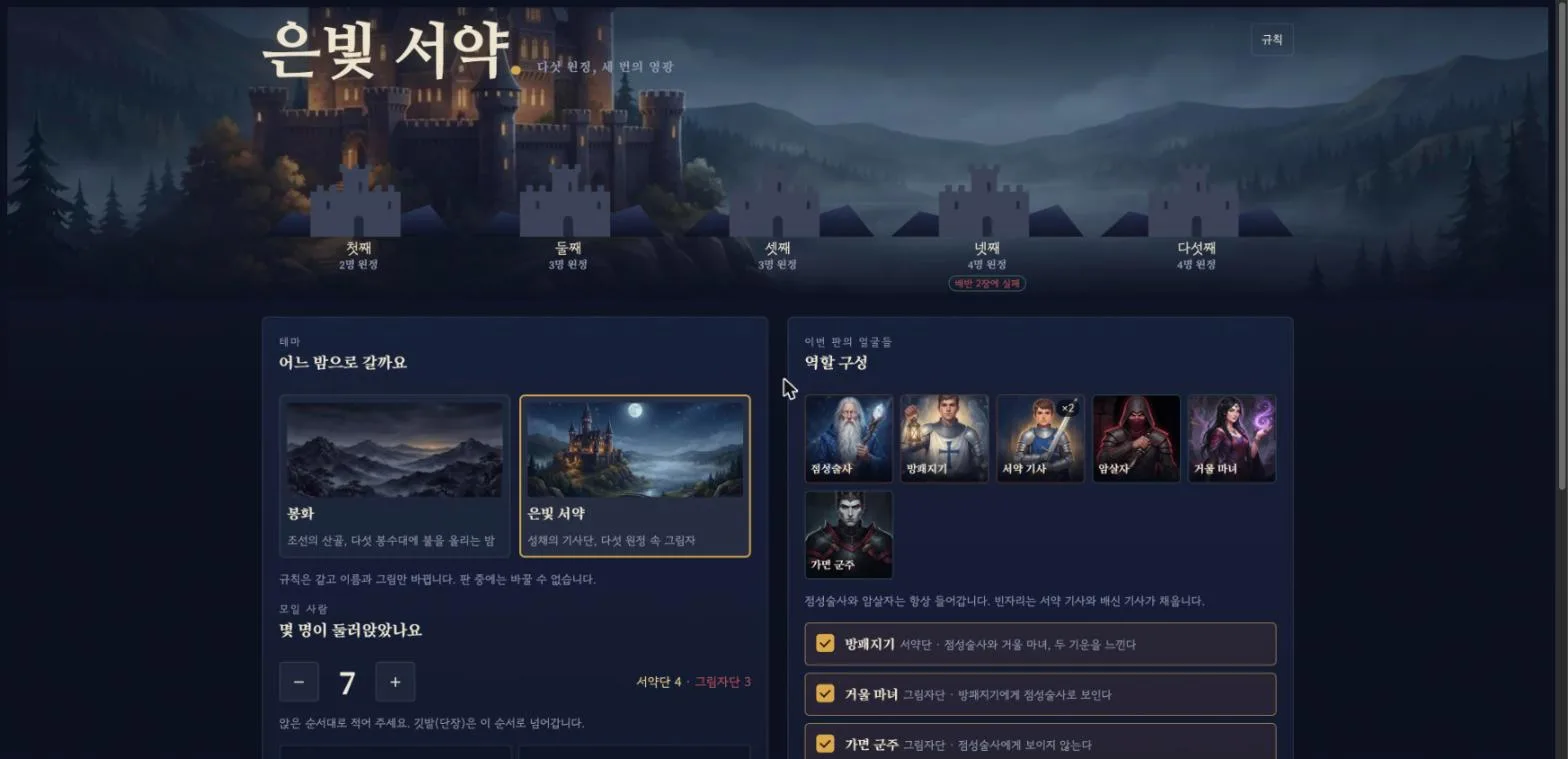 은빛 서약.
다섯 원정, 세 번의 영광
규칙
첫째
2명 원정
둘째
3명 원정
셋째
3명 원정
넷째
4명 원정
배반 2장에 실패
다섯째
4명 원정
테마
어느 밤으로 갈까요
봉화
조선의 산골, 다섯 봉수대에 불을 올리는 밤
은빛 서약
성채의 기사단, 다섯 원정 속 그림자
규칙은 같고 이름과 그림만 바뀝니다. 판 중에는 바꿀 수 없습니다.
모일 사람
몇 명이 둘러앉았나요
− 7 +
서약단 4 · 그림자단 3
앉은 순서대로 적어 주세요. 깃발(단장)은 이 순서로 넘어갑니다.
이번 판의 얼굴들
역할 구성
점성술사
방패지기
×2
서약 기사
암살자
거울 마녀
가면 군주
점성술사와 암살자는 항상 들어갑니다. 빈자리는 서약 기사와 배신 기사가 채웁니다.
방패지기 서약단 · 점성술사와 거울 마녀, 두 기운을 느낀다
거울 마녀 그림자단 · 방패지기에게 점성술사로 보인다
가면 군주 그림자단 · 점성술사에게 보이지 않는다